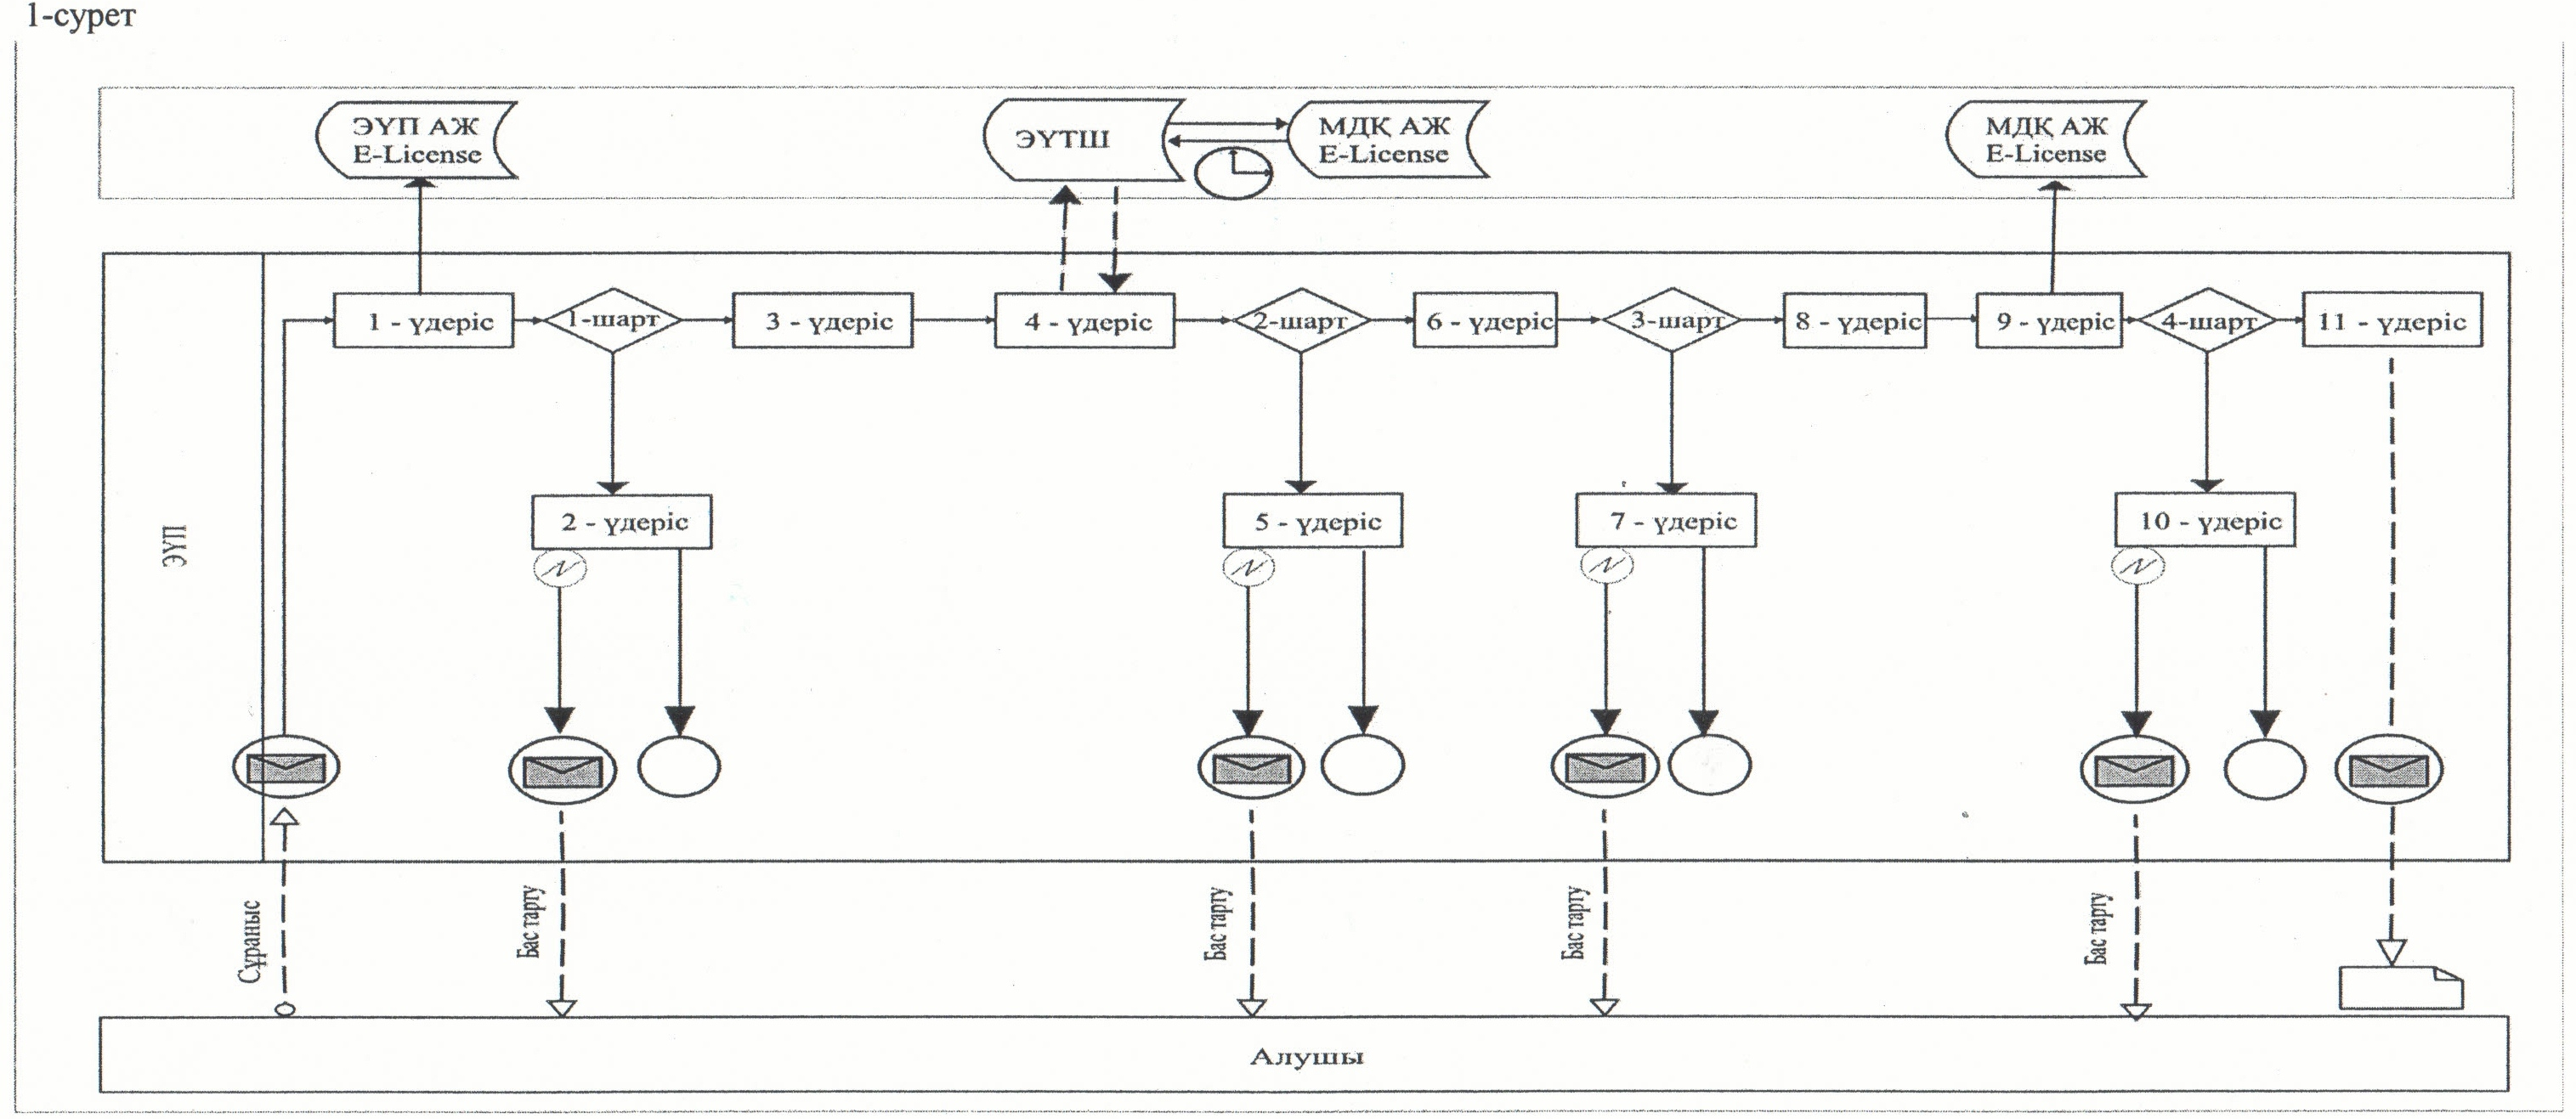 1-сурет
ЭҮП АЖ
E-License
ЭҮТШ
МДҚ АЖ
E-License
МДҚ АЖ
E-License
1 - үдеріс
1-шарт
3 - үдеріс
4 - үдеріс
2-шарт
6 - үдеріс
3-шарт
8 - үдеріс
9 - үдеріс
4-шарт
11 - үдеріс
2 - үдеріс
5 - үдеріс
7 - үдеріс
10 - үдеріс
ЭҮП
Сұраныс
Бас тарту
Бас тарту
Бас тарту
Бас тарту
Алушы